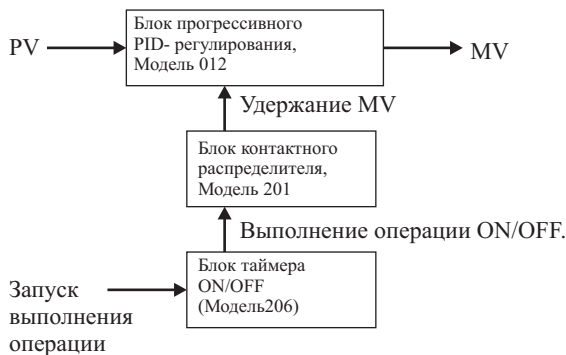 Блок прогрессивного
PID- регулирования,
Модель 012
PV
MV
Удержание MV
Блок контактного
распределителя,
Модель 201
Выполнение операции ON/OFF.
Блок таймера
ON/OFF
(Модель206)
Запуск
выполнения
операции